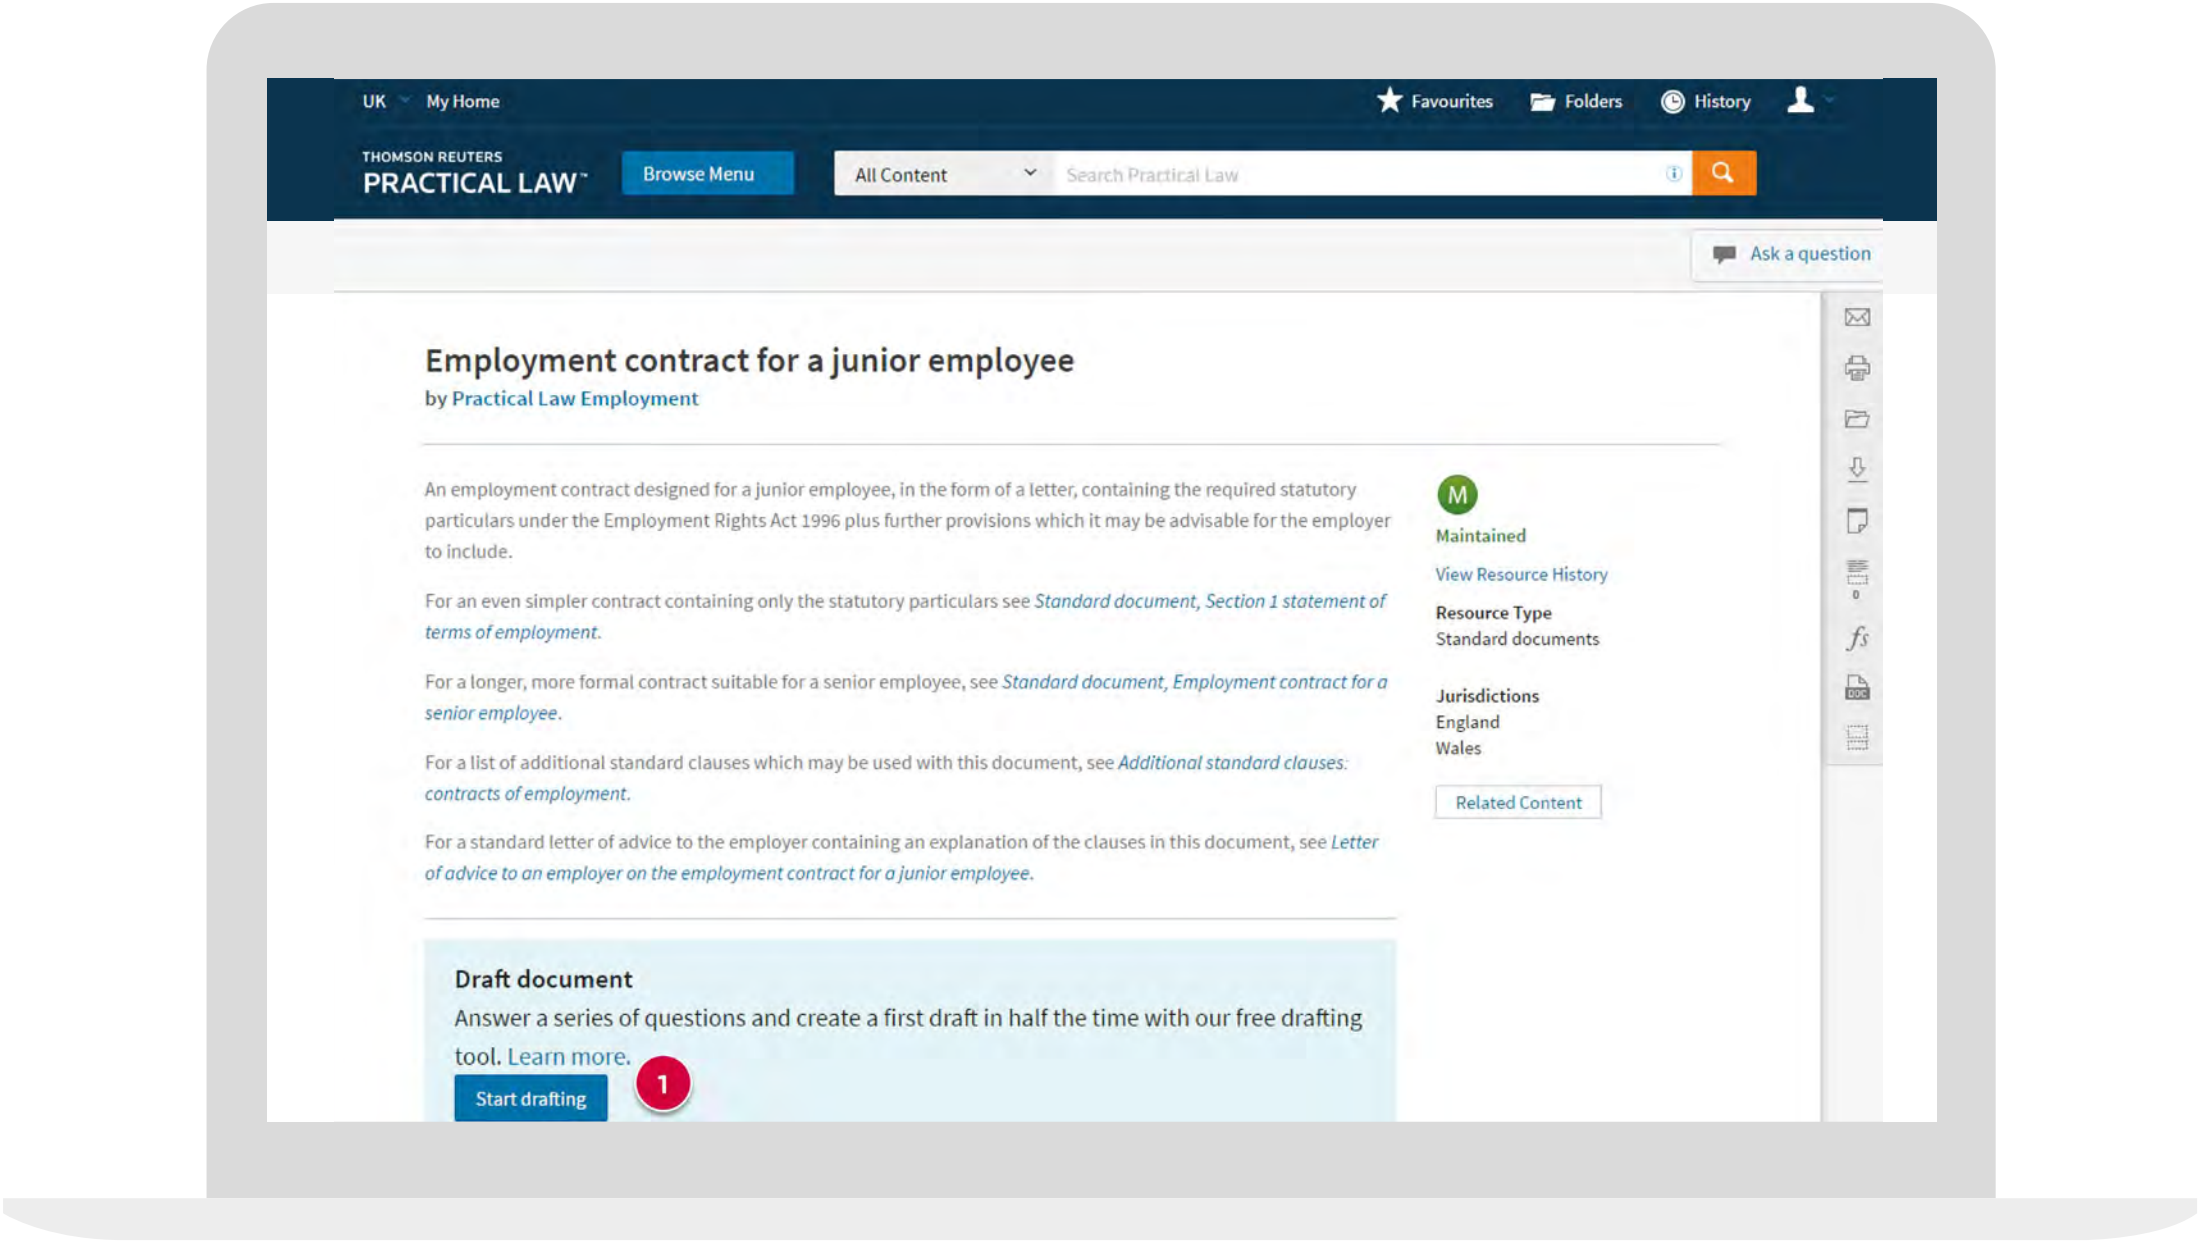 UK My Home Favourites Folders History
THOMSON REUTERS
PRACTICAL LAW™ Browse Menu All Content Search Practical Law i
Ask a question
Employment contract for a junior employee
by Practical Law Employment
An employment contract designed for a junior employee, in the form of a letter, containing the required statutory
particulars under the Employment Rights Act 1996 plus further provisions which it may be advisable for the employer
to include.
For an even simpler contract containing only the statutory particulars see Standard document, Section 1 statement of
terms of employment.
For a longer, more formal contract suitable for a senior employee, see Standard document, Employment contract for a
senior employee.
For a list of additional standard clauses which may be used with this document, see Additional standard clauses:
contracts of employment.
For a standard letter of advice to the employer containing an explanation of the clauses in this document, see Letter
of advice to an employer on the employment contract for a junior employee.
M
Maintained
View Resource History
Resource Type
Standard documents
Jurisdictions
England
Wales
Related Content
0
fs
DOC
Draft document
Answer a series of questions and create a first draft in half the time with our free drafting
tool. Learn more.
1
Start drafting